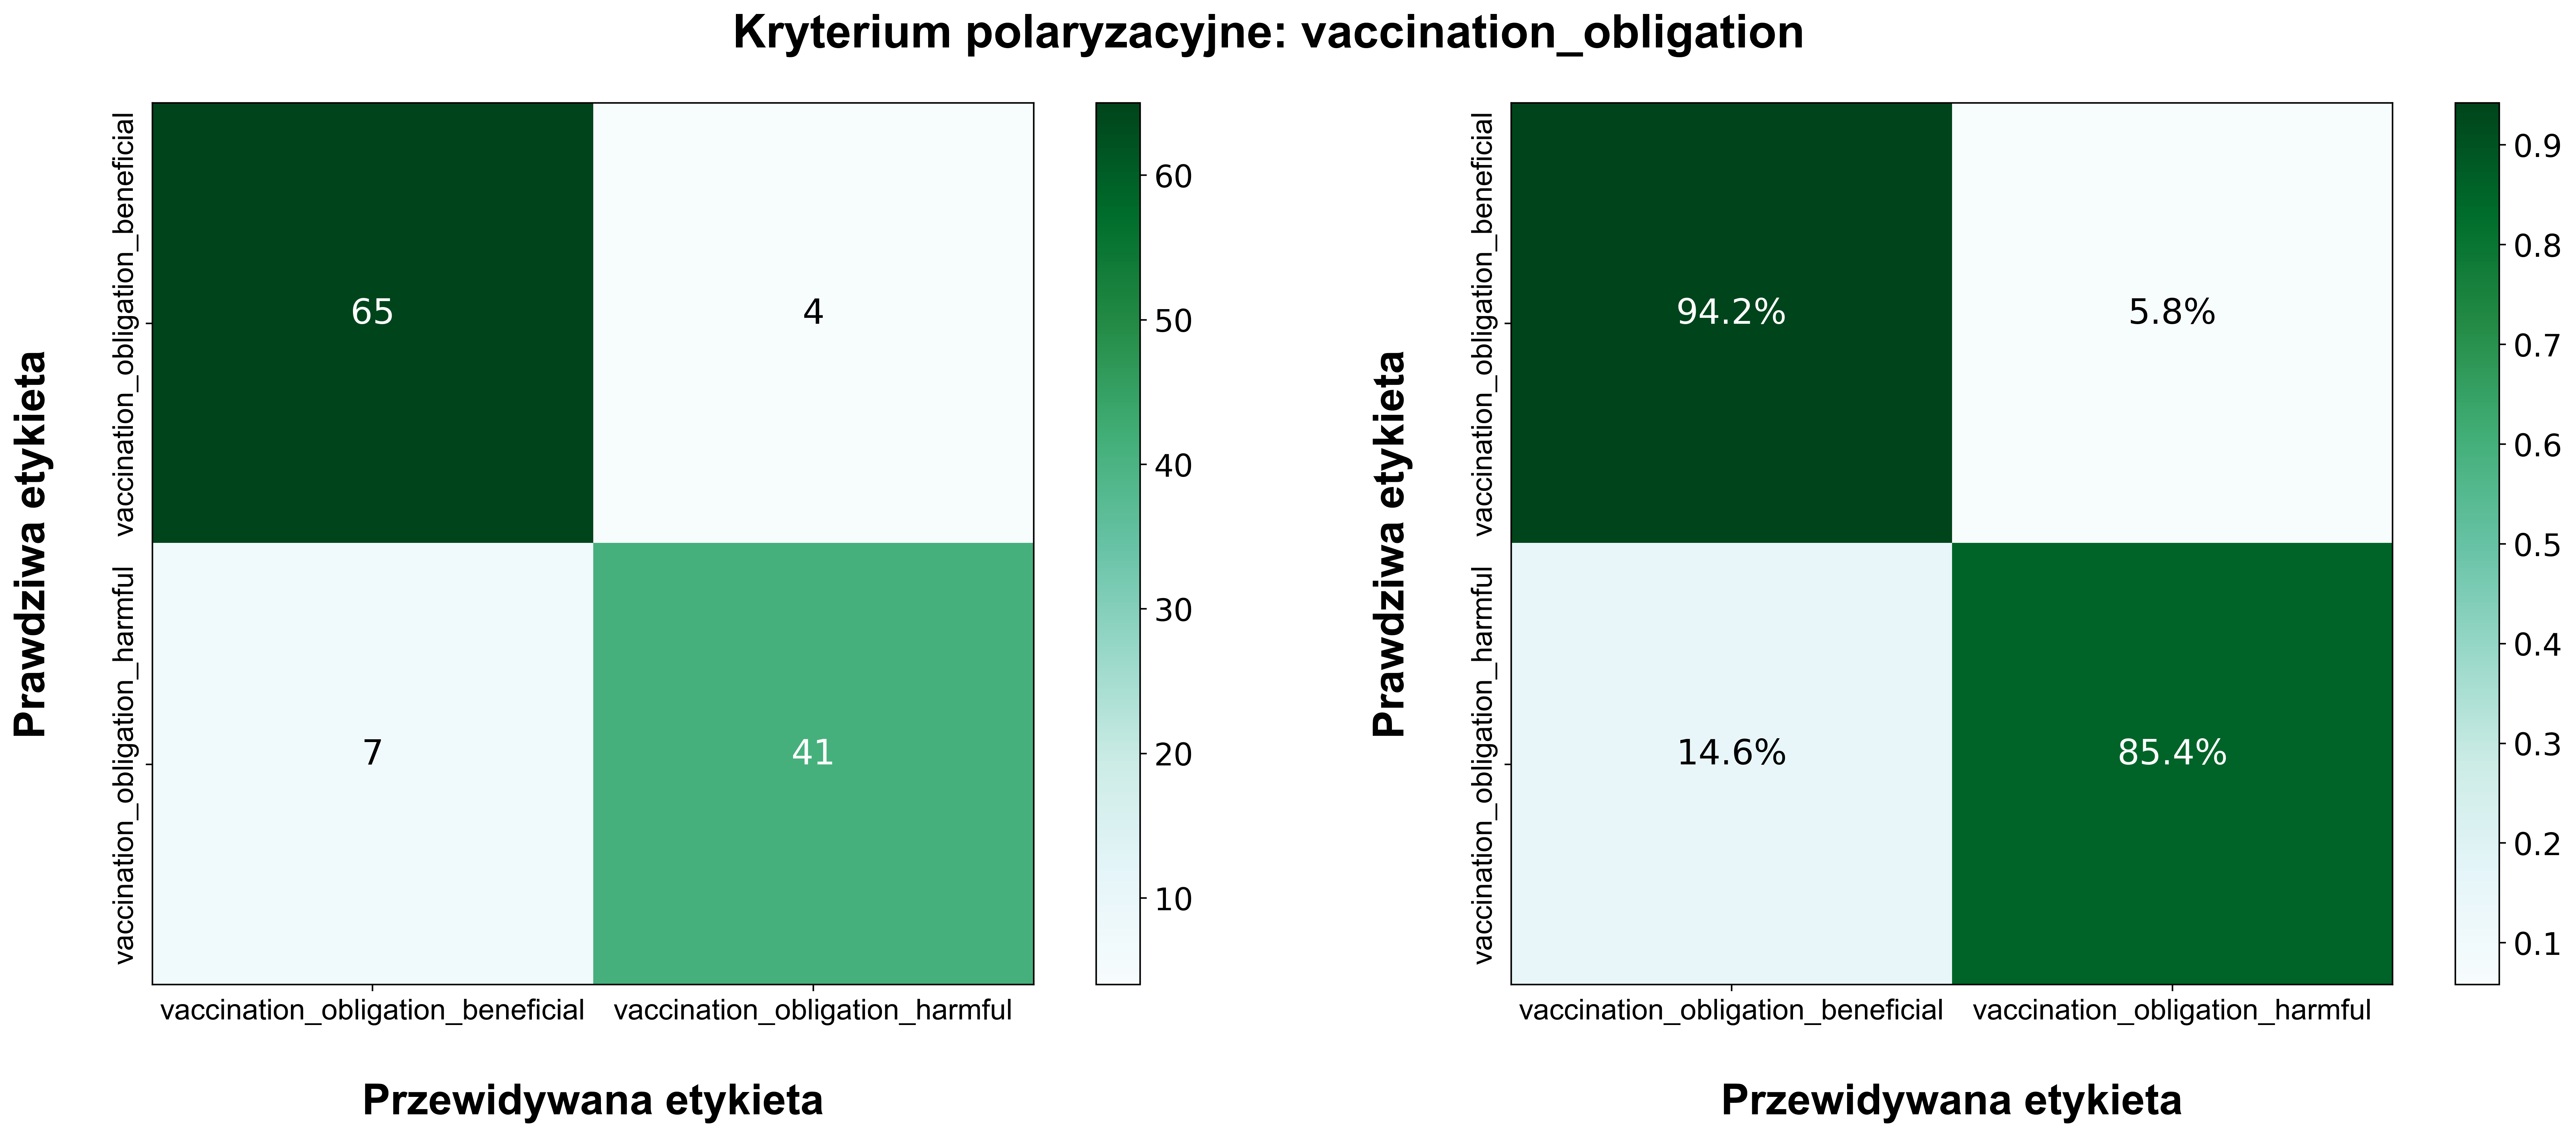 Kryterium polaryzacyjne: vaccination_obligation
Prawdziwa etykieta
vaccination_obligation_beneficial
vaccination_obligation_harmful
65
4
7
41
vaccination_obligation_beneficial
vaccination_obligation_harmful
Przewidywana etykieta
60
50
40
30
20
10
Prawdziwa etykieta
vaccination_obligation_beneficial
vaccination_obligation_harmful
94.2%
5.8%
14.6%
85.4%
vaccination_obligation_beneficial
vaccination_obligation_harmful
Przewidywana etykieta
0.9
0.8
0.7
0.6
0.5
0.4
0.3
0.2
0.1